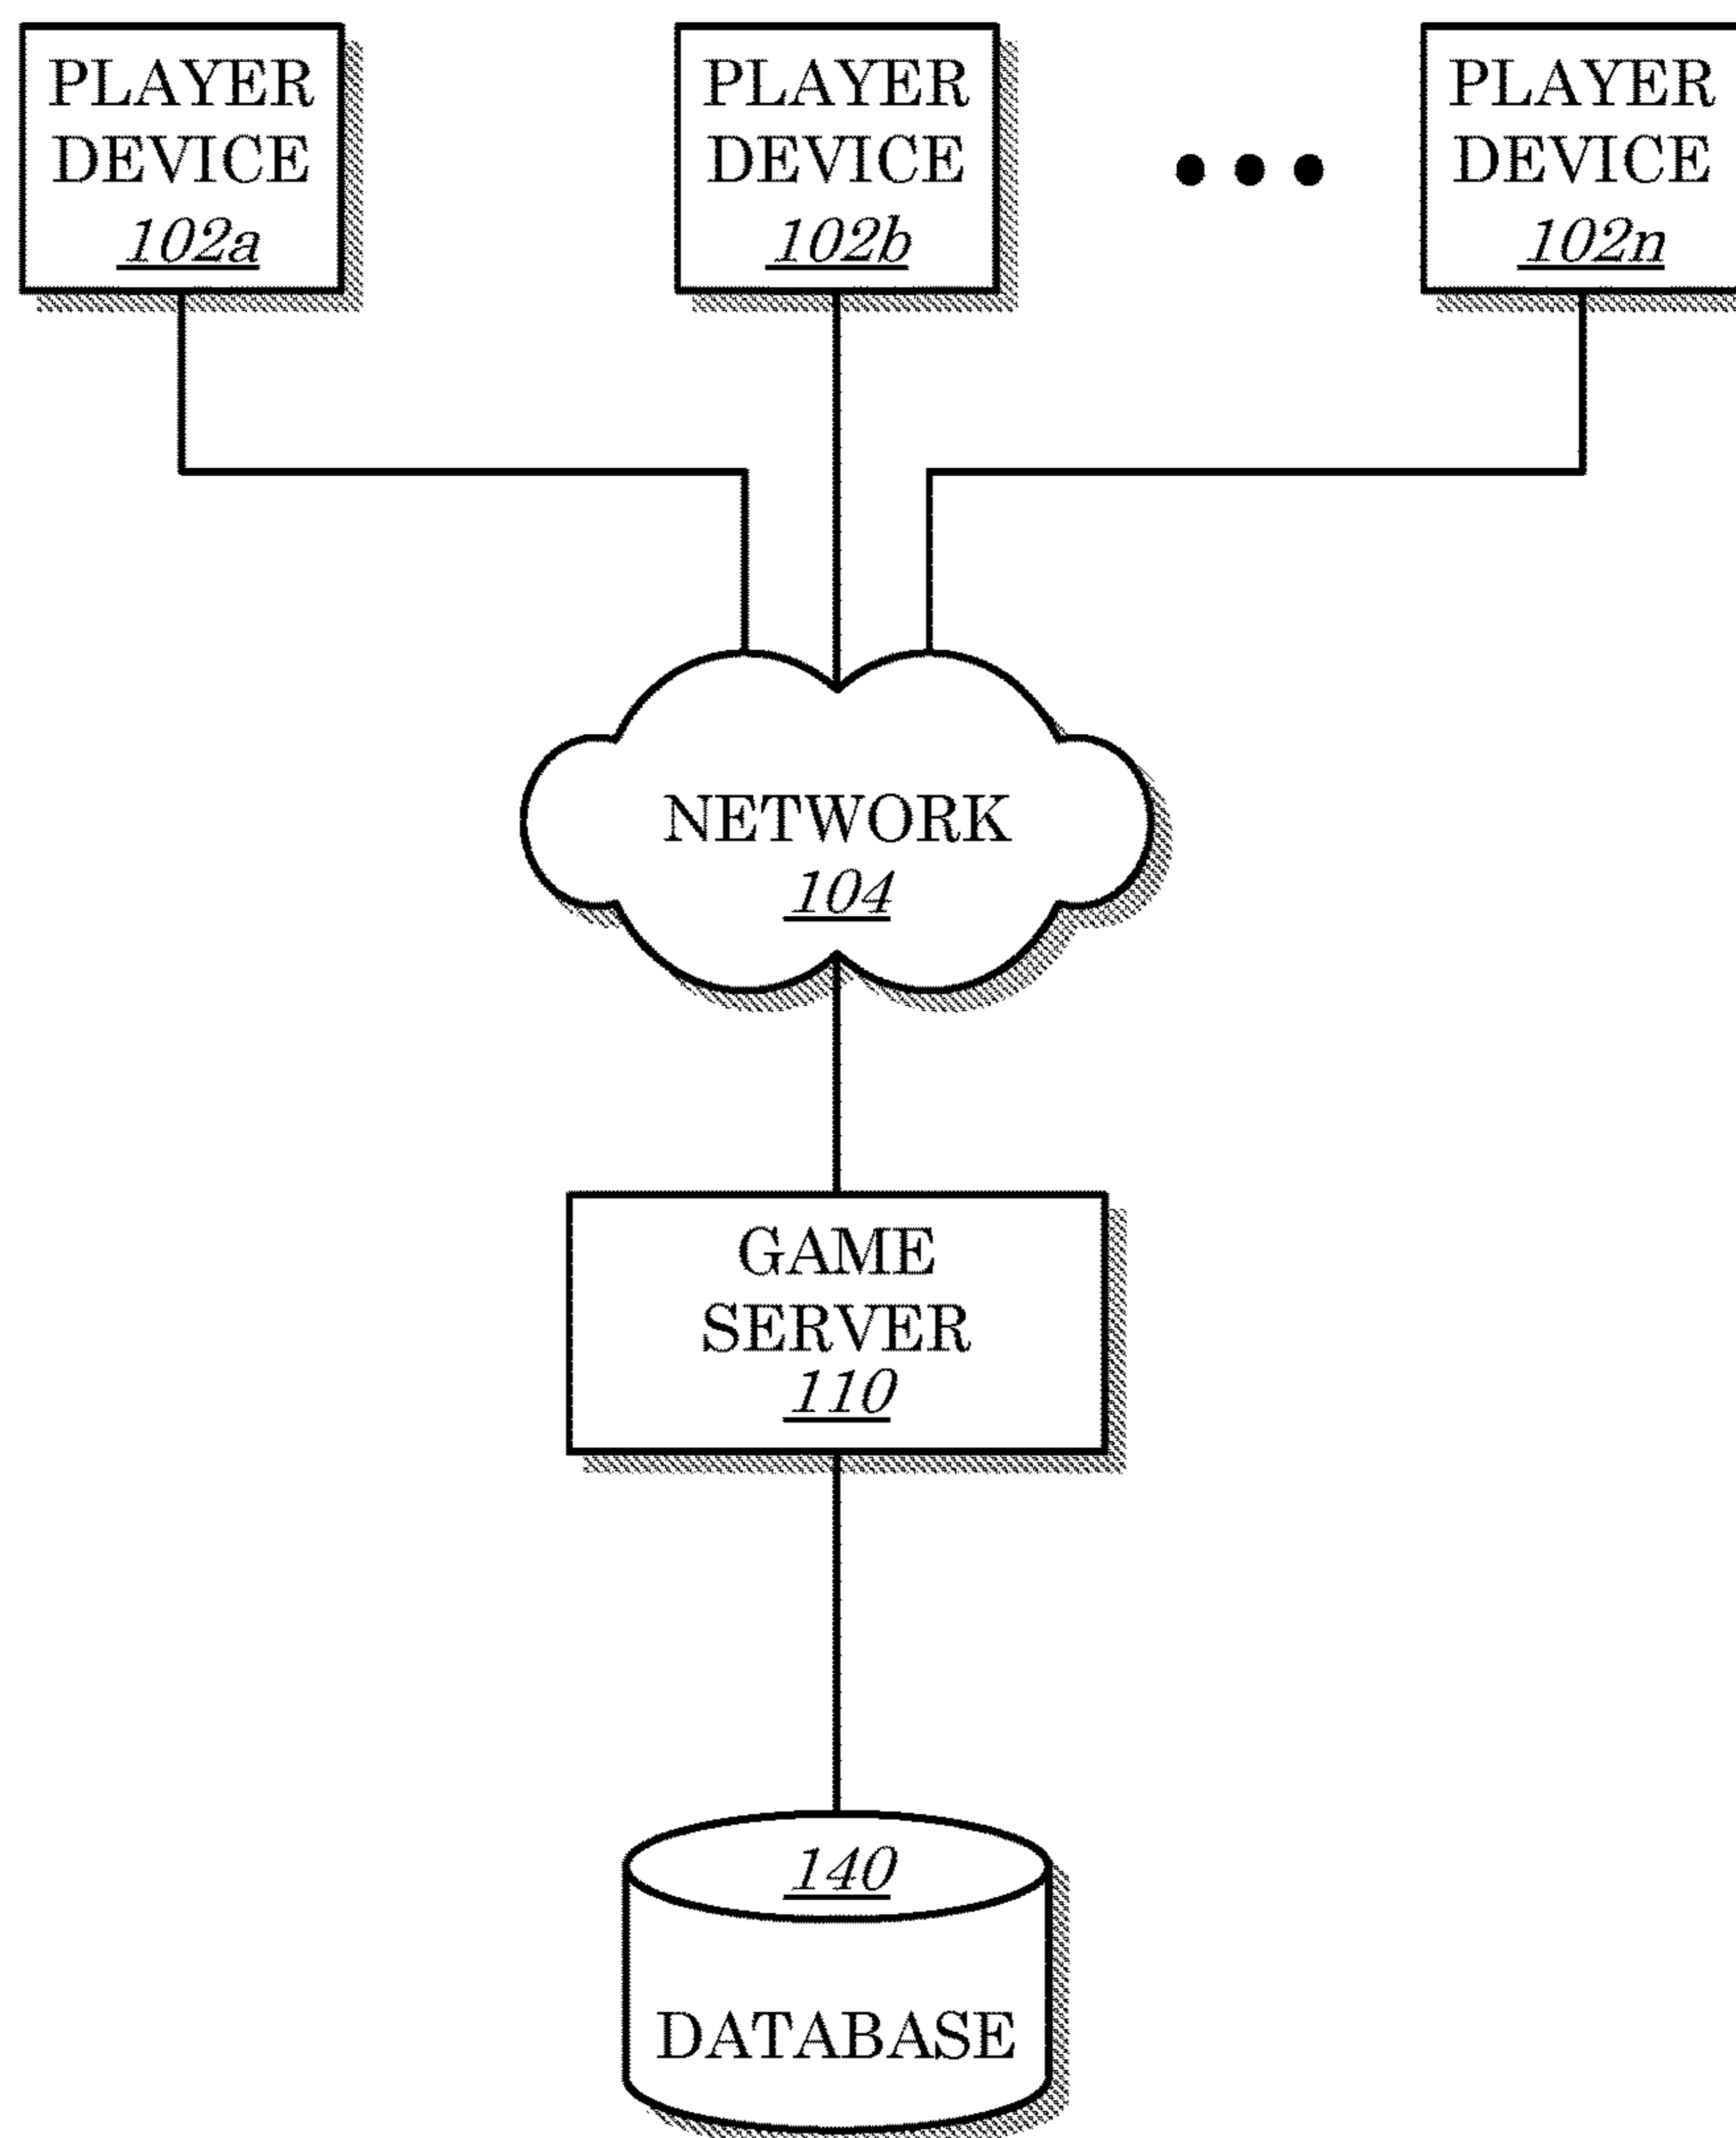 PLAYER
DEVICE
102a
PLAYER
DEVICE
102b
PLAYER
DEVICE
102n
NETWORK
104
GAME
SERVER
110
140
DATABASE